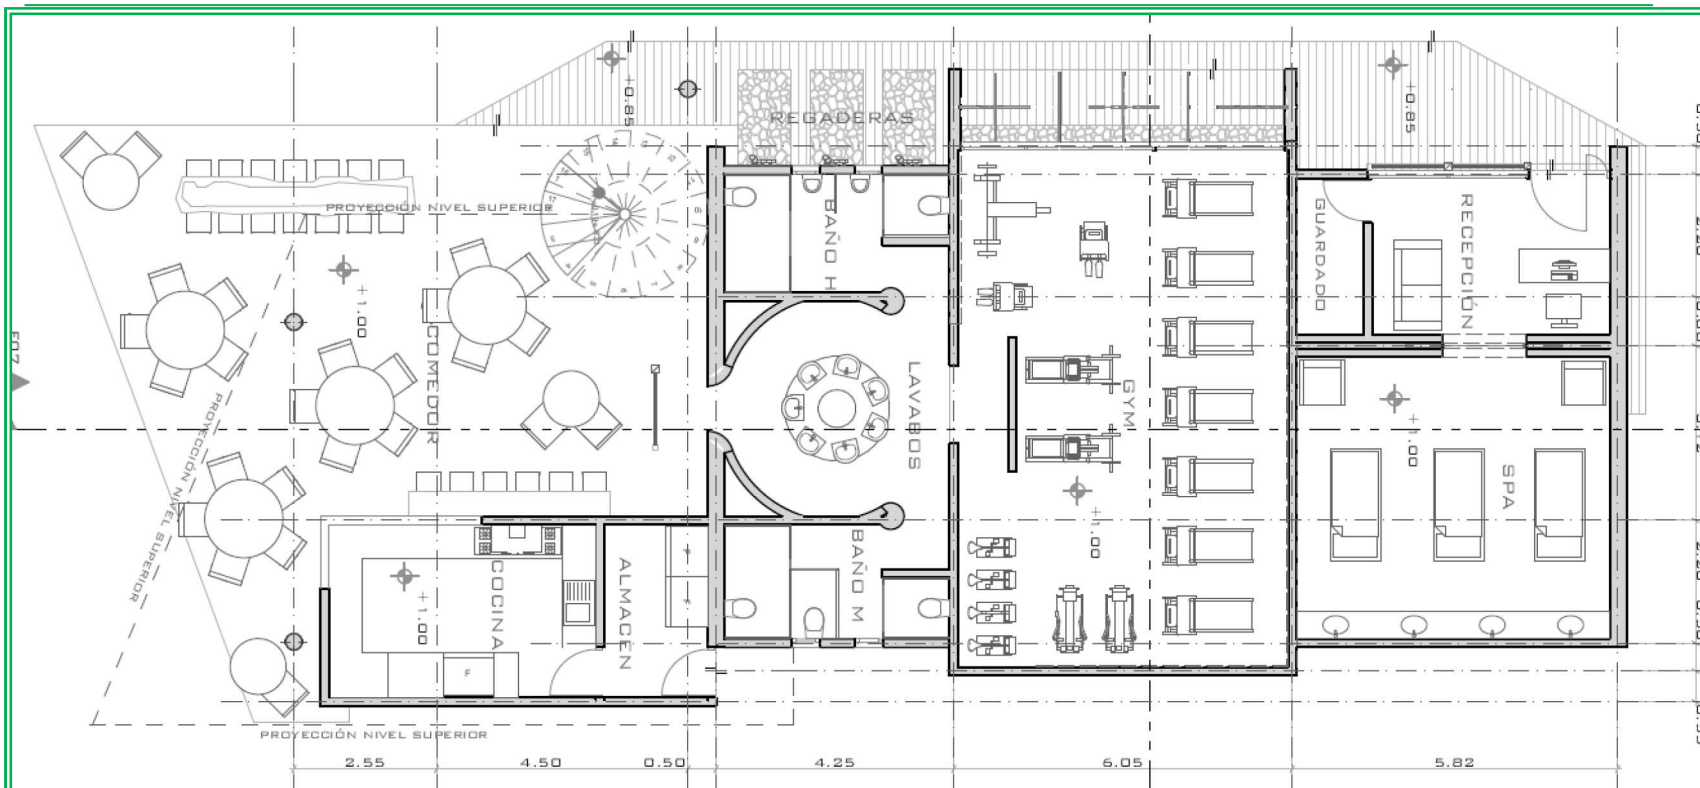 +0.85
+0.85
REGADERAS
PROYECCIÓN NIVEL SUPERIOR
BAÑO H
GUARDADO
RECEPCIÓN
+1.00
COMEDOR
LAVABOS
GYM
+1.00
SPA
PROYECCIÓN NIVEL SUPERIOR
+1.00
COCINA
+1.00
ALMACEN
F
F
BAÑO M
F
PROYECCIÓN NIVEL SUPERIOR
2.55
4.50
0.50
4.25
6.05
5.82